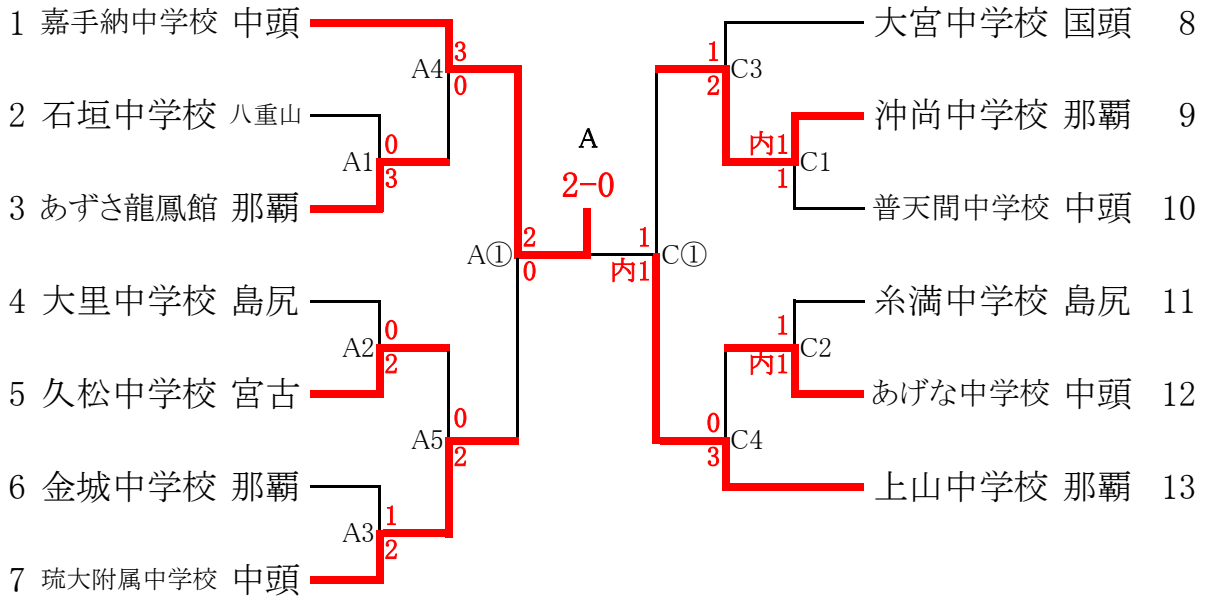 1 嘉手納中学校 中頭
3
A4
0
2 石垣中学校 八重山
0
A1
3
3 あずさ龍鳳館 那覇
2
A①
0
4 大里中学校 島尻
0
A2
2
5 久松中学校 宮古
0
A5
2
6 金城中学校 那覇
1
A3
2
7 琉大附属中学校 中頭
A
2-0
大宮中学校 国頭 8
1
C3
2
沖尚中学校 那覇 9
内1
C1
1
普天間中学校 中頭 10
1
C①
内1
糸満中学校 島尻 11
1
C2
内1
あげな中学校 中頭 12
0
C4
3
上山中学校 那覇 13